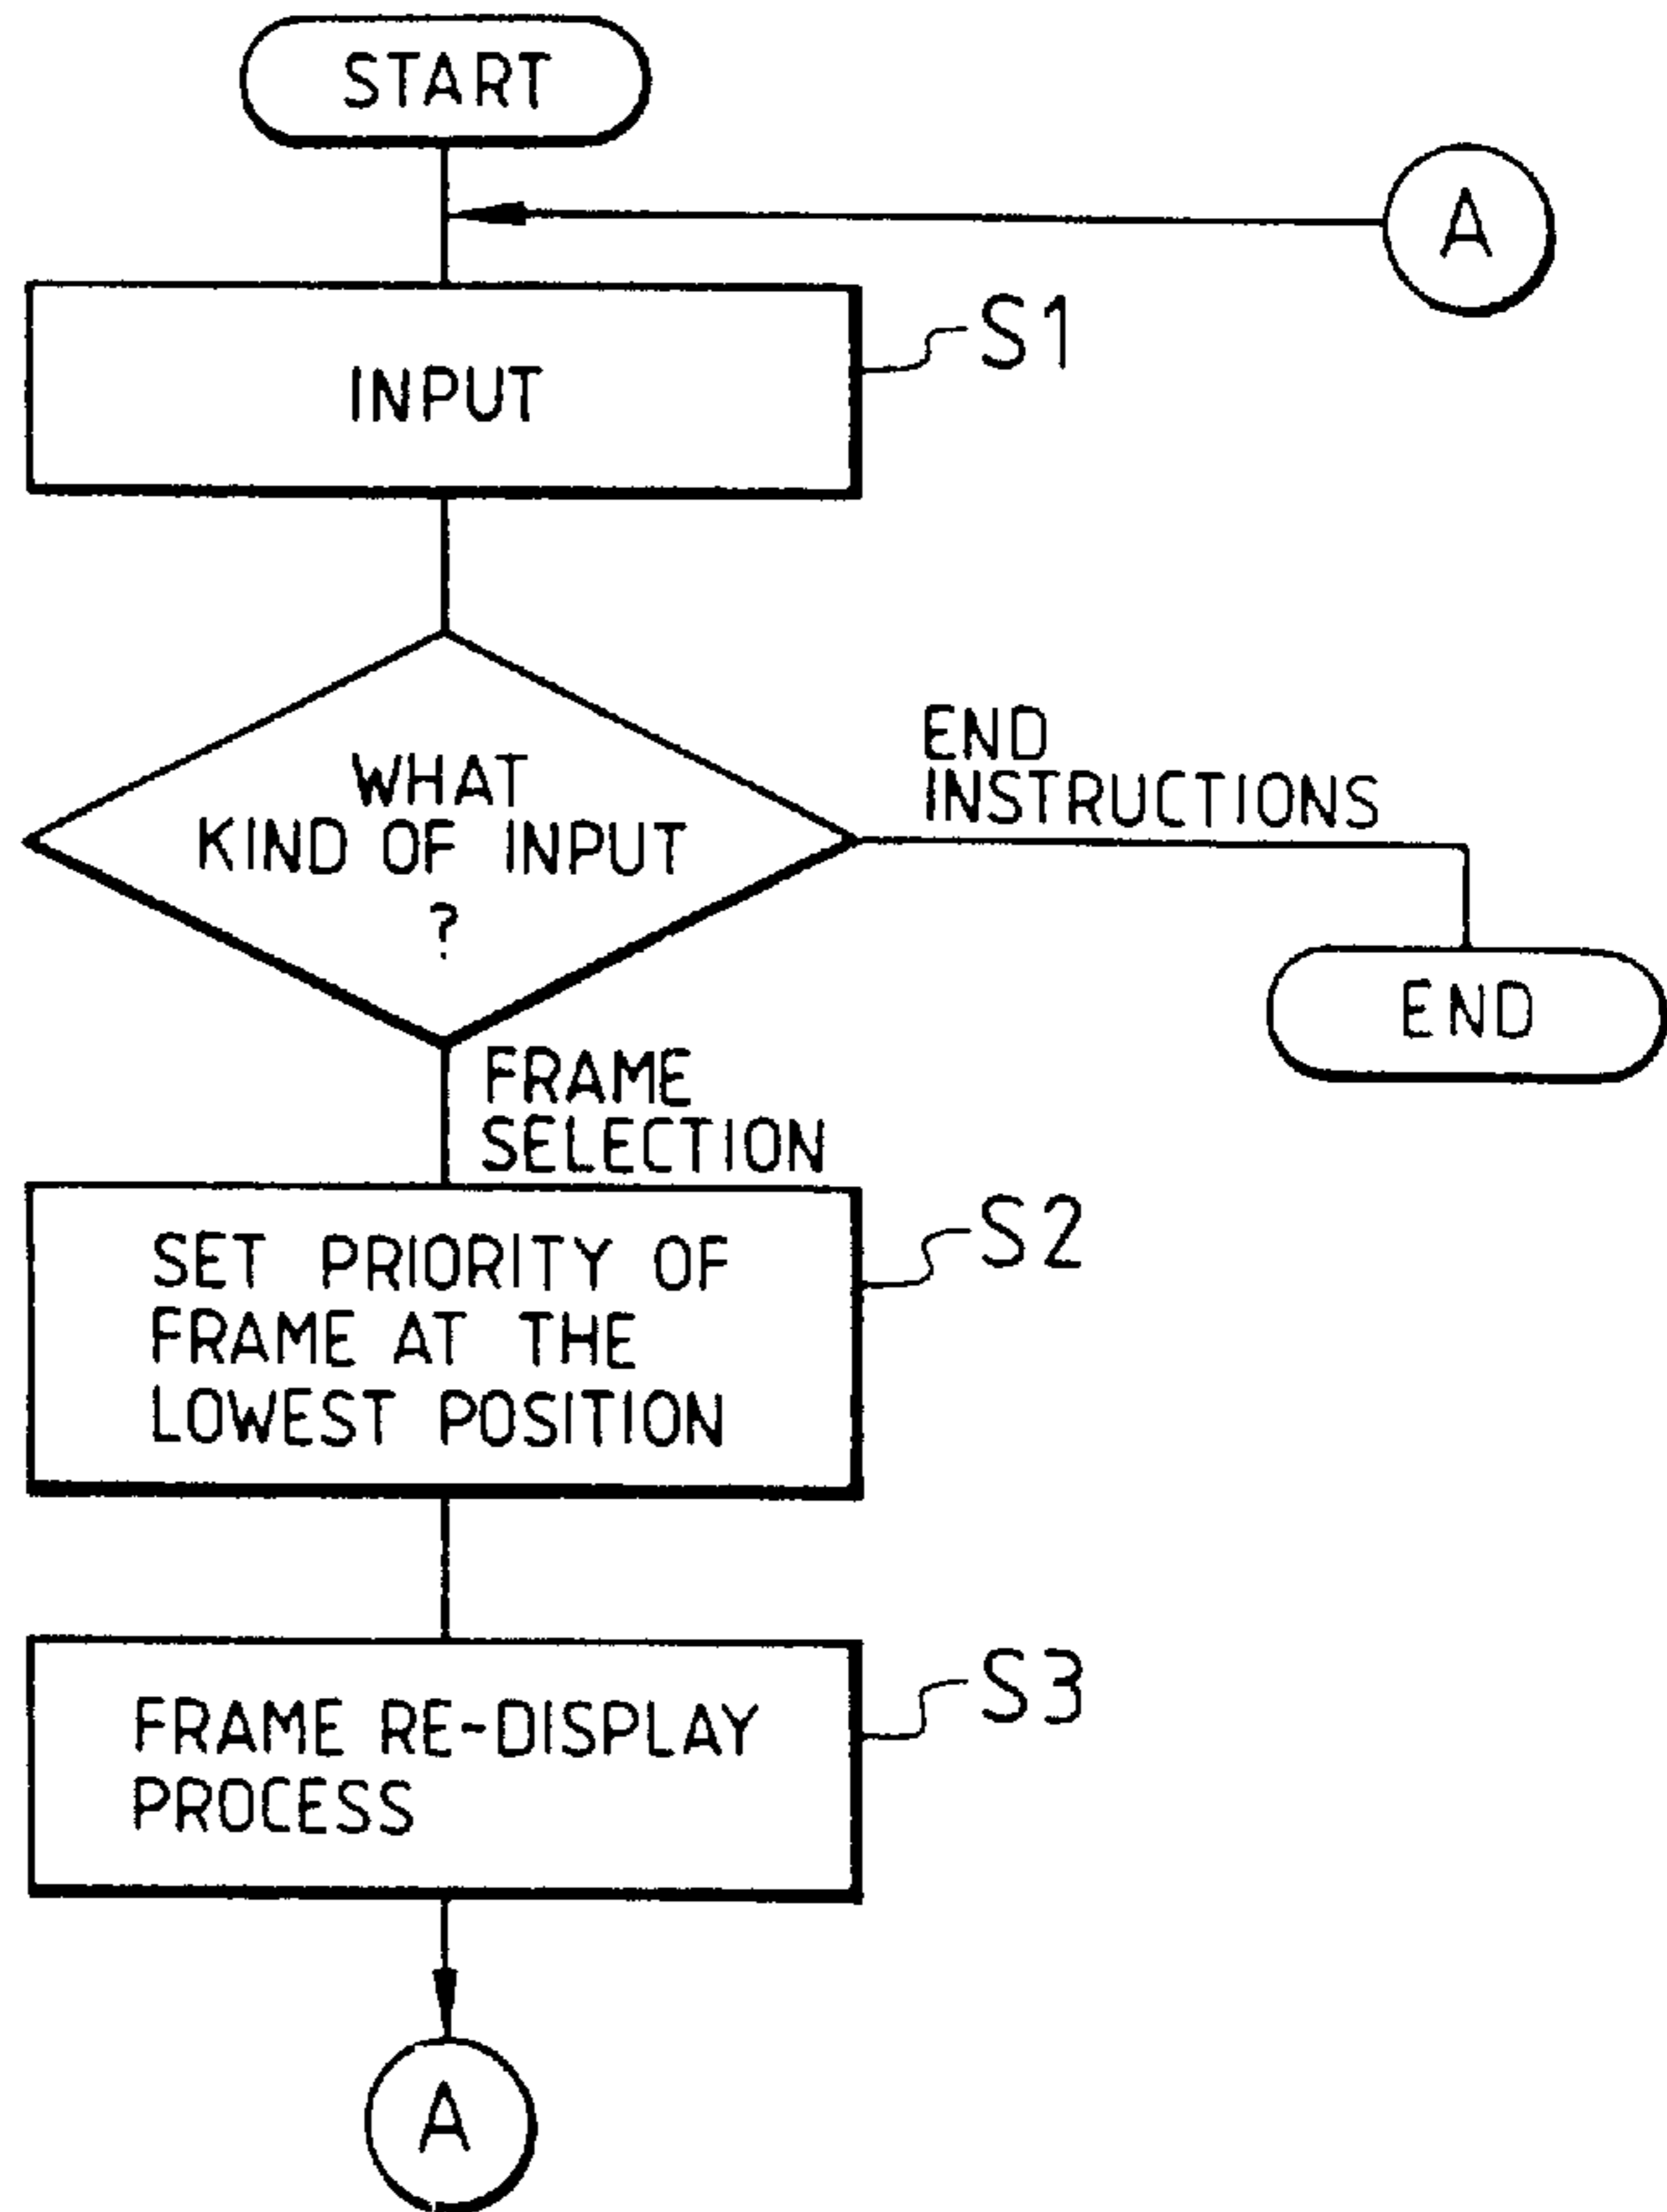 START
A
S1
INPUT
WHAT
KIND OF INPUT
?
END
INSTRUCTIONS
END
FRAME
SELECTION
S2
SET PRIORITY OF
FRAME AT THE
LOWEST POSITION
S3
FRAME RE-DISPLAY
PROCESS
A